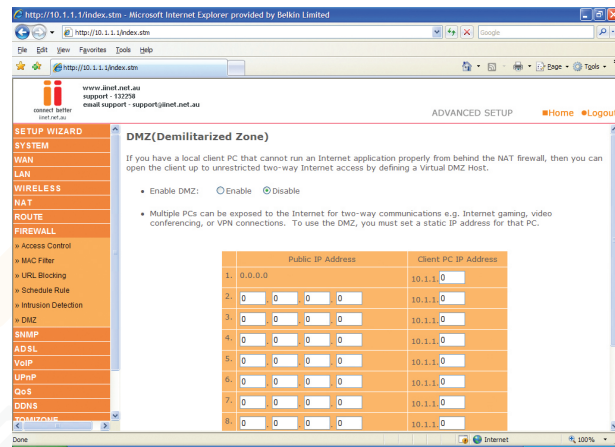 http://10.1.1.1/index.stm - Microsoft Internet Explorer provided by Belkin Limited
http://10.1.1.1/index.stm
Google
File Edit View Favorites Tools Help
http://10.1.1.1/index.stm
Page Tools
connect better
iinet.net.au
www.iinet.net.au
support - 132258
email support - support@iinet.net.au
ADVANCED SETUP Home Logout
SETUP WIZARD
SYSTEM
WAN
LAN
WIRELESS
NAT
ROUTE
FIREWALL
» Access Control
» MAC Filter
» URL Blocking
» Schedule Rule
» Intrusion Detection
» DMZ
SNMP
ADSL
VoIP
UPnP
QoS
DDNS
TOMIZONE
DMZ(Demilitarized Zone)
If you have a local client PC that cannot run an Internet application properly from behind the NAT firewall, then you can
open the client up to unrestricted two-way Internet access by defining a Virtual DMZ Host.
• Enable DMZ: Enable Disable
• Multiple PCs can be exposed to the Internet for two-way communications e.g. Internet gaming, video
conferencing, or VPN connections. To use the DMZ, you must set a static IP address for that PC.
Public IP Address Client PC IP Address
1. 0.0.0.0 10.1.1.0
2. 0 . 0 . 0 . 0 10.1.1.0
3. 0 . 0 . 0 . 0 10.1.1.0
4. 0 . 0 . 0 . 0 10.1.1.0
5. 0 . 0 . 0 . 0 10.1.1.0
6. 0 . 0 . 0 . 0 10.1.1.0
7. 0 . 0 . 0 . 0 10.1.1.0
8. 0 . 0 . 0 . 0 10.1.1.0
Done Internet 100%